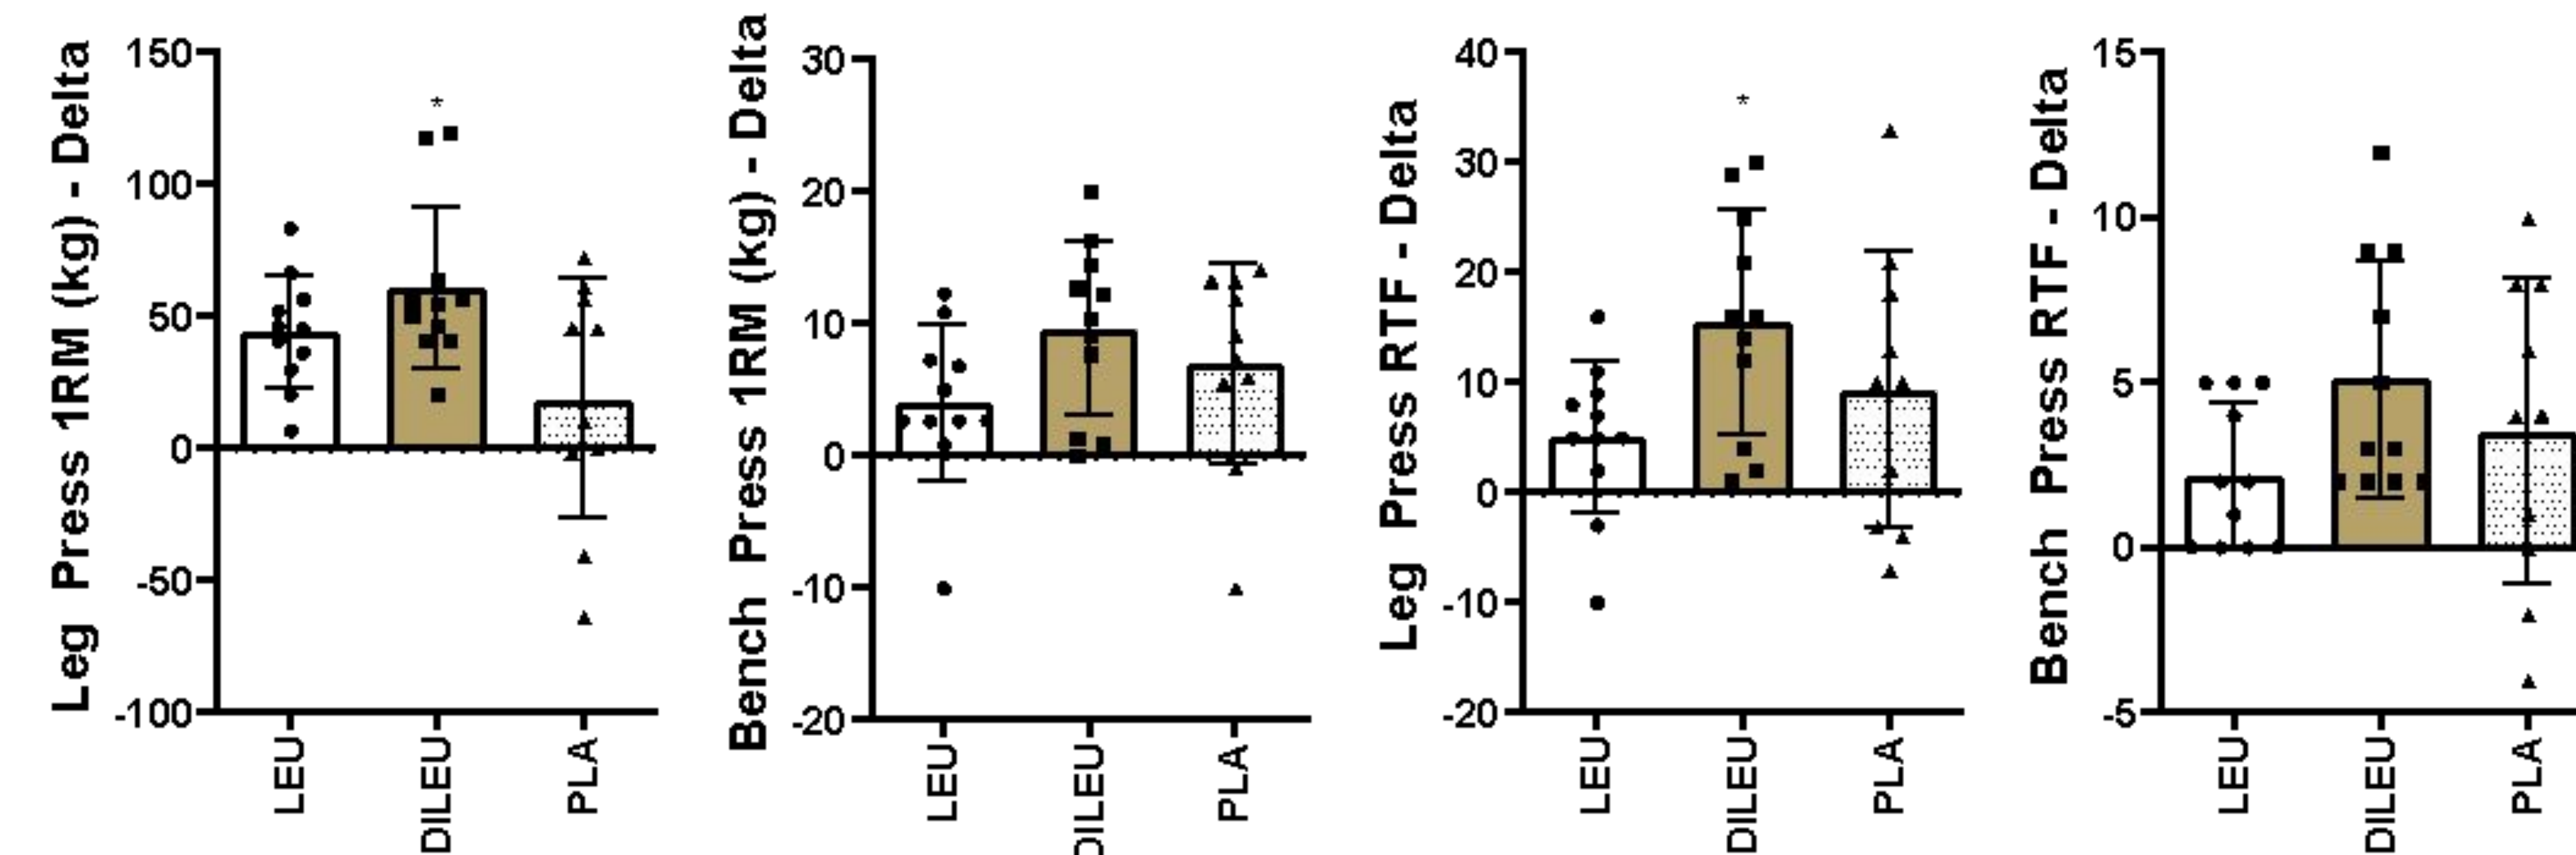 Leg Press 1RM (kg) - Delta
150
100
50
0
-50
-100
LEU
DILEU
PLA
*
Bench Press 1RM (kg) - Delta
30
20
10
0
-10
-20
LEU
DILEU
PLA
Leg Press RTF - Delta
40
30
20
10
0
-10
-20
LEU
DILEU
PLA
*
Bench Press RTF - Delta
15
10
5
0
-5
LEU
DILEU
PLA